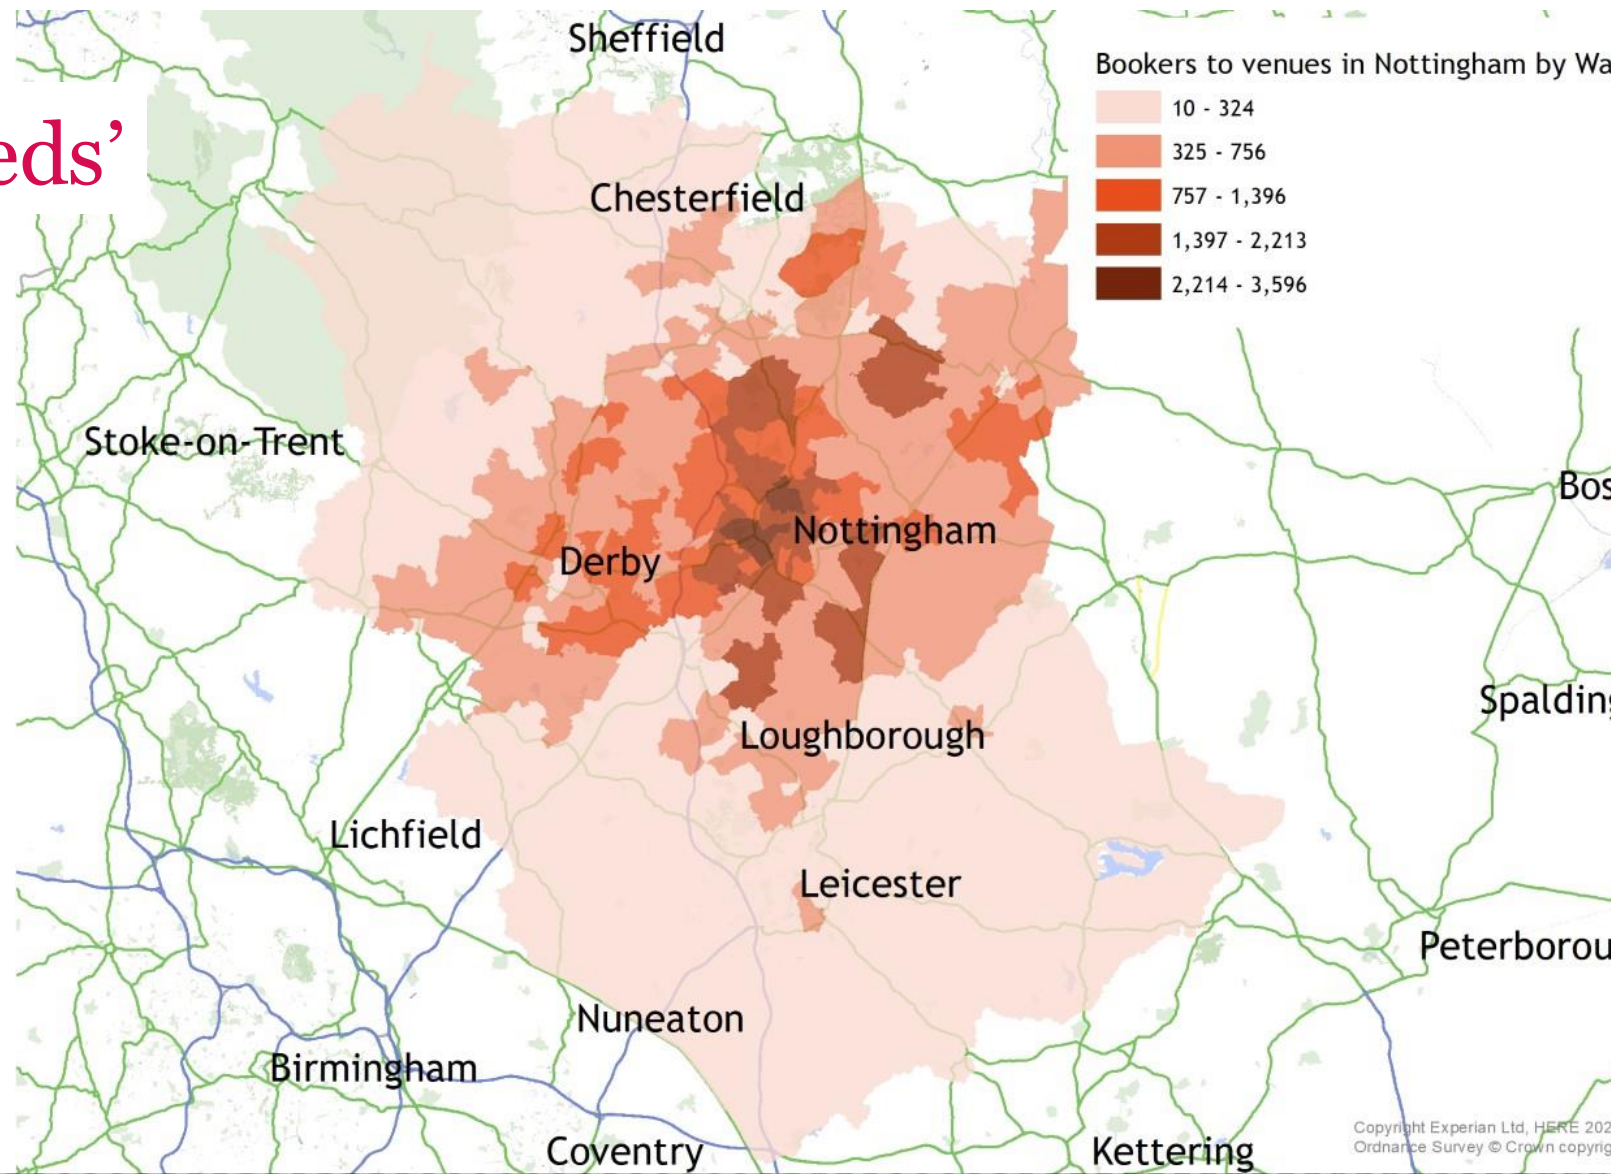 Sheffield
Bookers to venues in Nottingham by Wa
10 - 324
eds’
325 - 756
Chesterfield
757 - 1,396
1,397 - 2,213
2,214 - 3,596
Stoke-on-Trent
Bos
Nottingham
Derby
Spalding
Loughborough
Lichfield
Leicester
Peterborou
Nuneaton
Birmingham
Copyright Experian Ltd, HERE 202
Ordnance Survey © Crown copyrig
Coventry
Kettering